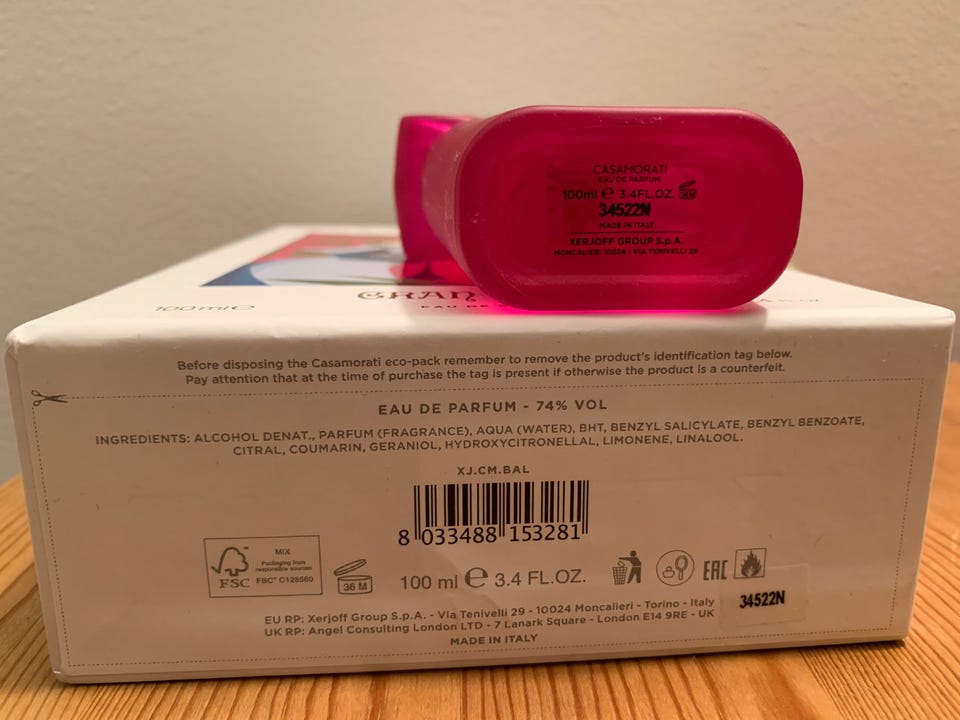 CASAMORATI
EAU DE PARFUM
100ml ℮ 3.4FL.OZ. 36M
34522N
MADE IN ITALY
XERJOFF GROUP S.p.A.
MONCALIERI 10024 - VIA TENIVELLI 29
100ml ℮
GRAN
EAU DE
Before disposing the Casamorati eco-pack remember to remove the product's identification tag below.
Pay attention that at the time of purchase the tag is present if otherwise the product is a counterfeit.
EAU DE PARFUM - 74% VOL
INGREDIENTS: ALCOHOL DENAT., PARFUM (FRAGRANCE), AQUA (WATER), BHT, BENZYL SALICYLATE, BENZYL BENZOATE,
CITRAL, COUMARIN, GERANIOL, HYDROXYCITRONELLAL, LIMONENE, LINALOOL.
XJ.CM.BAL
8 033488 153281
MIX
Packaging from
responsible sources
FSC
FSC® C128560
36 M
100 ml ℮ 3.4 FL.OZ.
EAC
34522N
EU RP: Xerjoff Group S.p.A. - Via Tenivelli 29 - 10024 Moncalieri - Torino - Italy
UK RP: Angel Consulting London LTD - 7 Lanark Square - London E14 9RE - UK
MADE IN ITALY